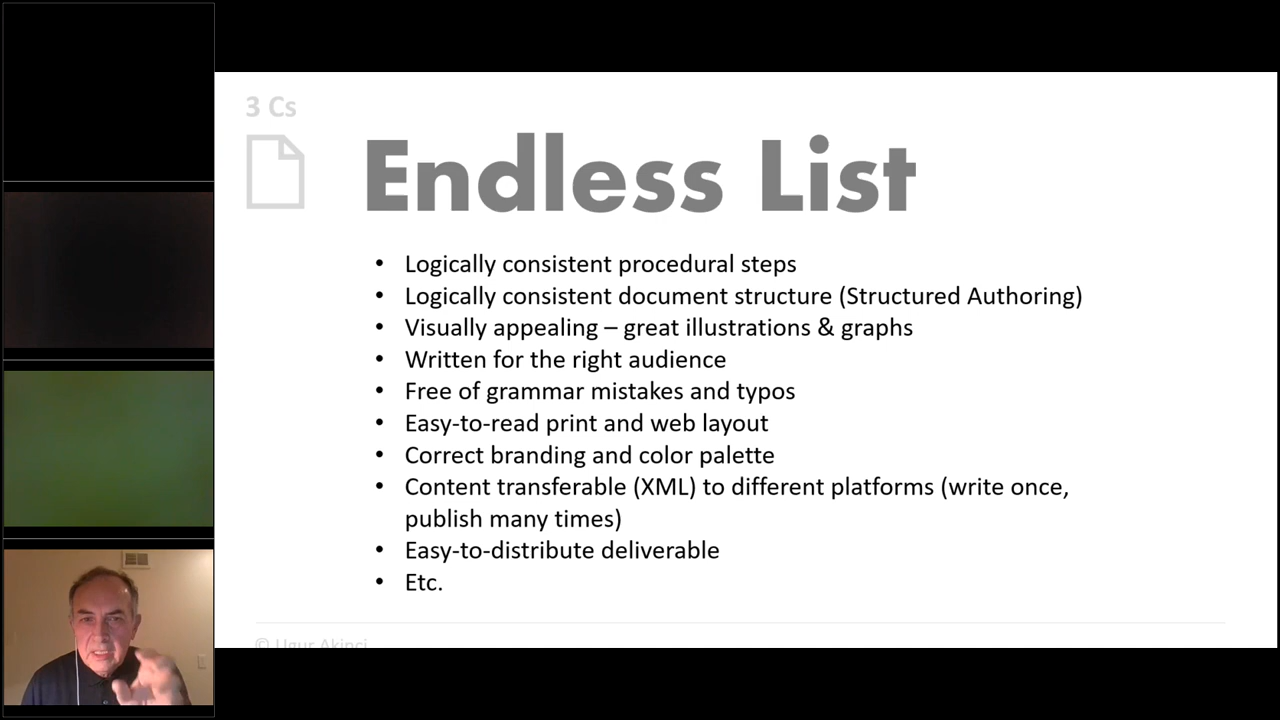 3 Cs
Endless List
• Logically consistent procedural steps
• Logically consistent document structure (Structured Authoring)
• Visually appealing – great illustrations & graphs
• Written for the right audience
• Free of grammar mistakes and typos
• Easy-to-read print and web layout
• Correct branding and color palette
• Content transferable (XML) to different platforms (write once,
publish many times)
• Easy-to-distribute deliverable
• Etc.
© Ugur Akinci